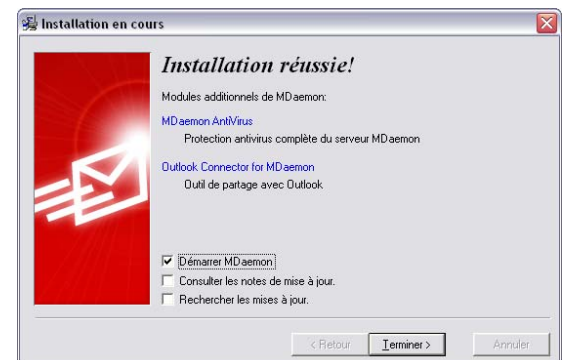 Installation en cours
Installation réussie!
Modules additionnels de MDaemon:
MDaemon AntiVirus
Protection antivirus complète du serveur MDaemon
Outlook Connector for MDaemon
Outil de partage avec Outlook
Démarrer MDaemon
Consulter les notes de mise à jour.
Rechercher les mises à jour.
< Retour
Terminer >
Annuler